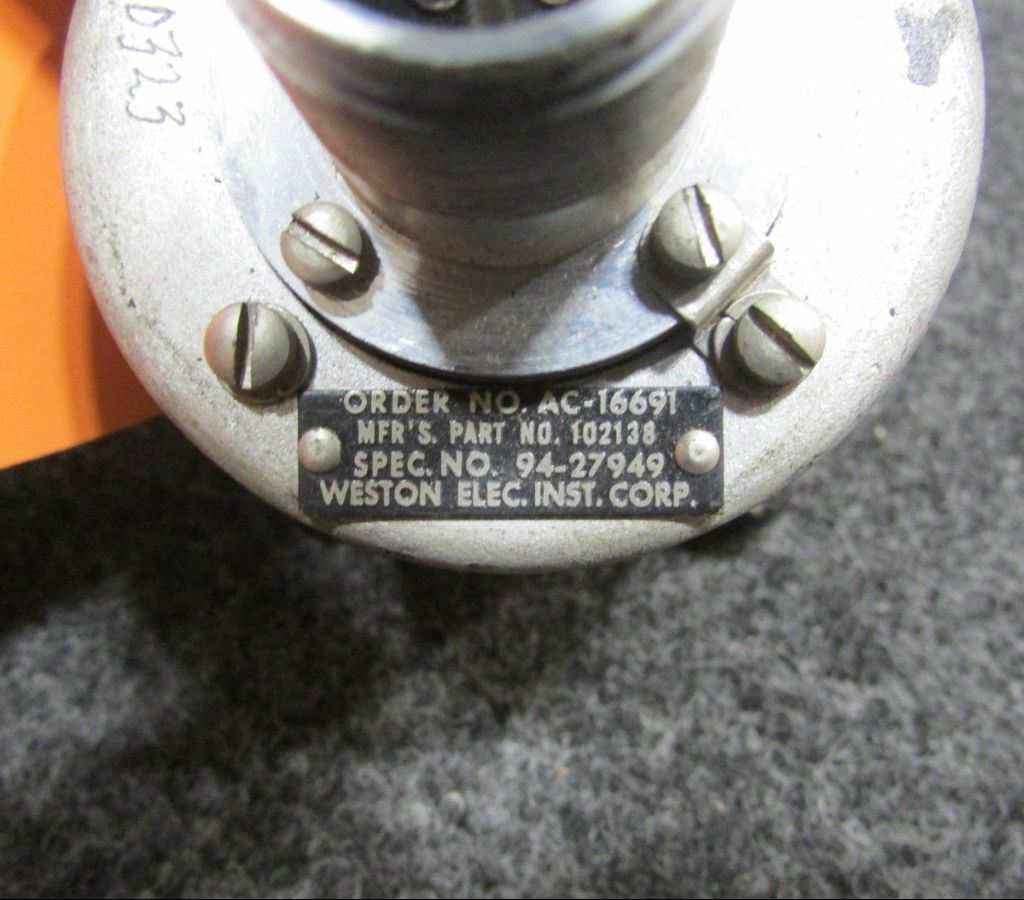 D323
ORDER NO. AC-16691
MFR'S. PART NO. 102138
SPEC. NO. 94-27949
WESTON ELEC. INST. CORP.